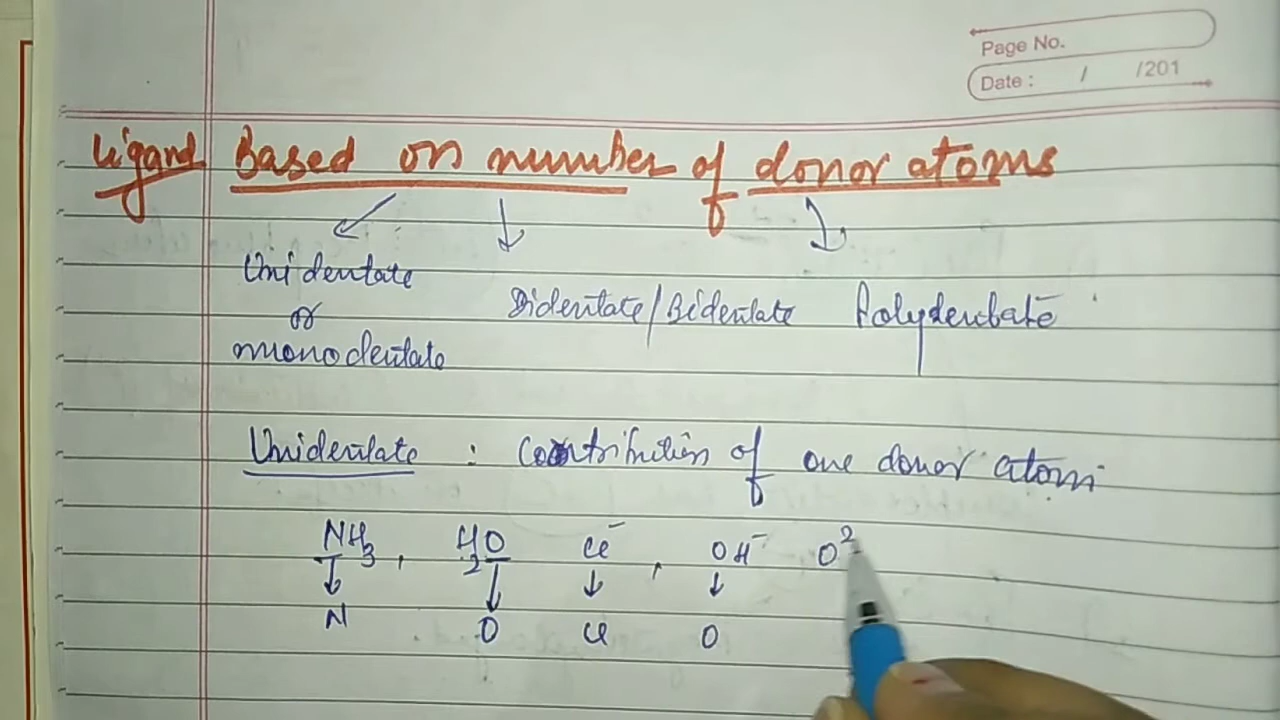 Page No.
Date : / /201
Ligand Based on number of donor atoms
Unidentate Didentate/Bidentate Polydentate
or
monodentate
Unidentate : Contribution of one donor atom
NH3, H2O Cl⁻, OH⁻ O²
N O Cl O